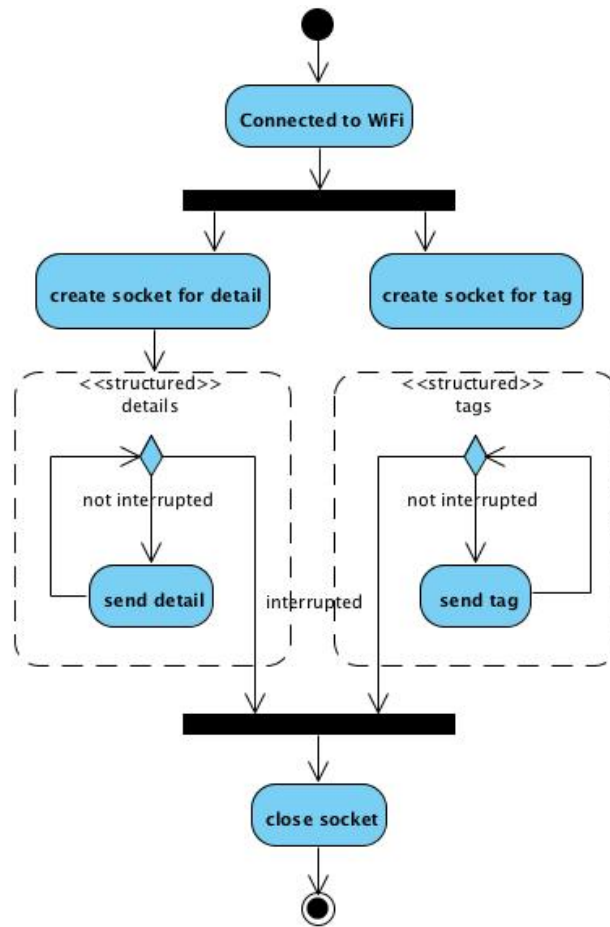 Connected to WiFi
create socket for detail
create socket for tag
<<structured>>
details
<<structured>>
tags
not interrupted
not interrupted
send detail
send tag
interrupted
close socket